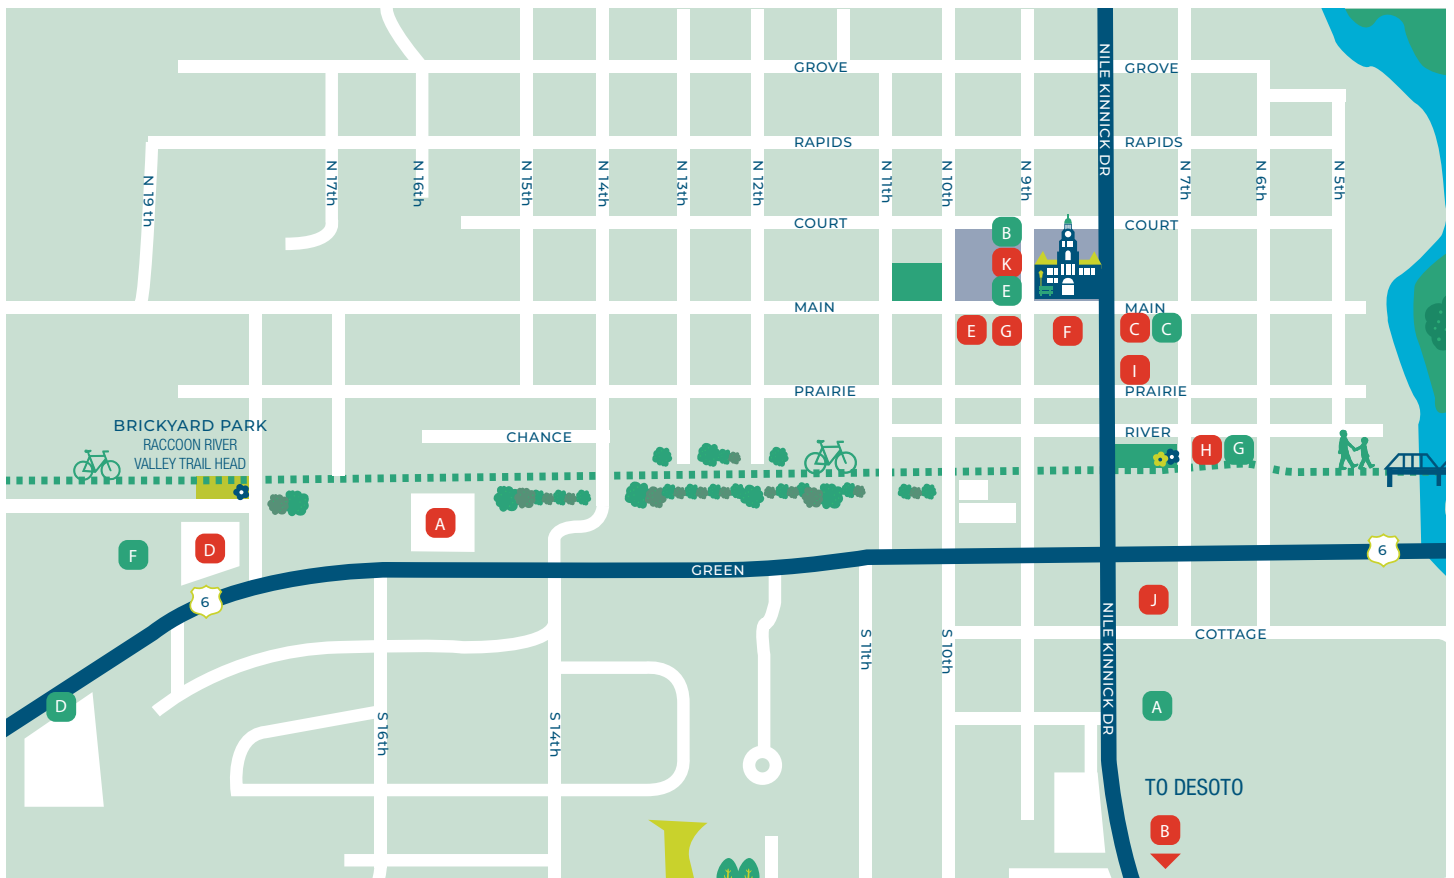 GROVE
GROVE
NILE KINNICK DR
RAPIDS
RAPIDS
N 19 th
N 17th
N 16th
N 15th
N 14th
N 13th
N 12th
N 11th
N 10th
N 9th
N 7th
N 6th
N 5th
COURT
COURT
B
K
E
MAIN
MAIN
E
G
F
C
C
I
PRAIRIE
PRAIRIE
BRICKYARD PARK
RACCOON RIVER
VALLEY TRAIL HEAD
CHANCE
RIVER
H
G
A
F
D
6
6
GREEN
J
NILE KINNICK DR
COTTAGE
S 11th
S 10th
D
S 16th
S 14th
A
TO DESOTO
B